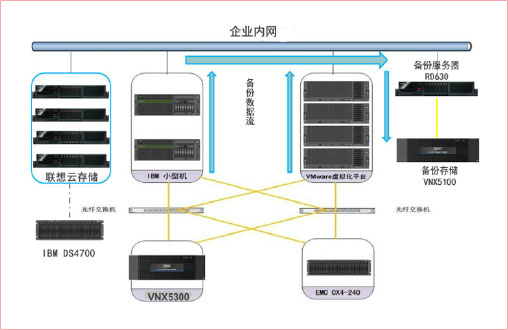 企业内网
备份服务器
RD630
备份数据流
联想云存储
IBM 小型机
VMware虚拟化平台
备份存储
VNX5100
光纤交换机
光纤交换机
IBM DS4700
VNX5300
EMC CX4-240